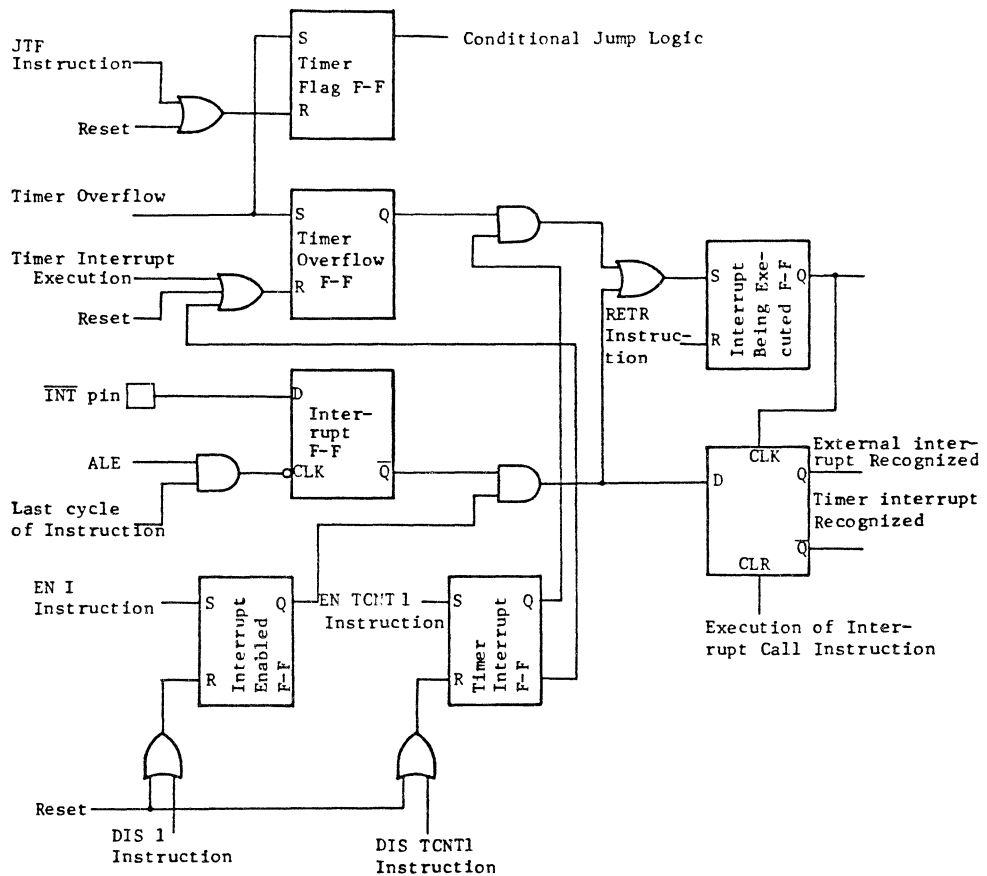 JTF
Instruction
Reset
S
Timer
Flag F-F
R
Conditional Jump Logic
Timer Overflow
S
Q
Timer
Overflow
F-F
R
Timer Interrupt
Execution
Reset
RETR
Instruc-
tion
S
Q
R
Interrupt
Being Exe-
cuted F-F
INT pin
D
Inter-
rupt
F-F
CLK
Q
ALE
Last cycle
of Instruction
CLK
D
Q
Q
CLR
External inter-
rupt Recognized
Timer interrupt
Recognized
Execution of Inter-
rupt Call Instruction
EN I
Instruction
S
Q
R
Interrupt
Enabled
F-F
EN TCNT 1
Instruction
S
Q
R
Timer
Interrupt
F-F
Reset
DIS 1
Instruction
DIS TCNT1
Instruction